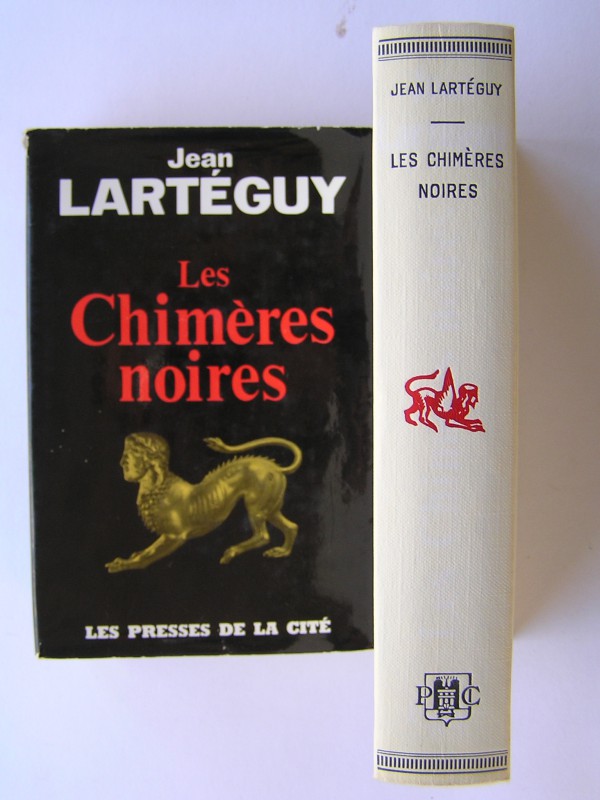 Jean
LARTÉGUY
Les
Chimères
noires
LES PRESSES DE LA CITÉ
JEAN LARTÉGUY
LES CHIMÈRES
NOIRES
P C